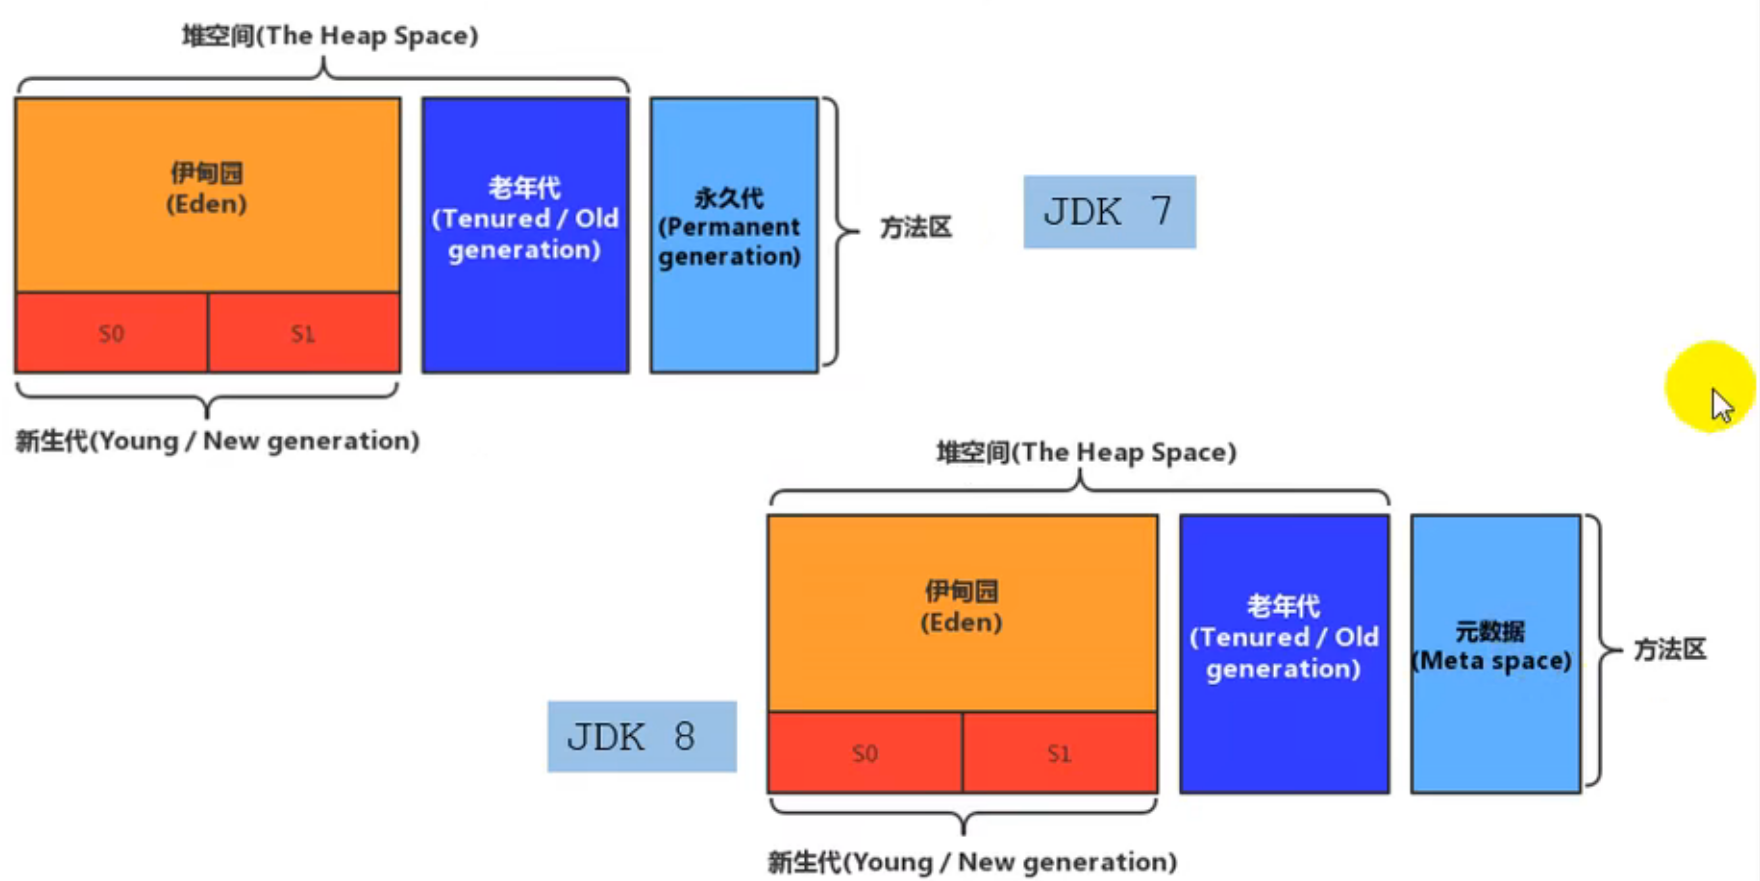 堆空间(The Heap Space)
伊甸园
(Eden)
S0
S1
新生代(Young / New generation)
老年代
(Tenured / Old
generation)
永久代
(Permanent
generation)
方法区
JDK 7
堆空间(The Heap Space)
伊甸园
(Eden)
S0
S1
新生代(Young / New generation)
老年代
(Tenured / Old
generation)
元数据
(Meta space)
方法区
JDK 8